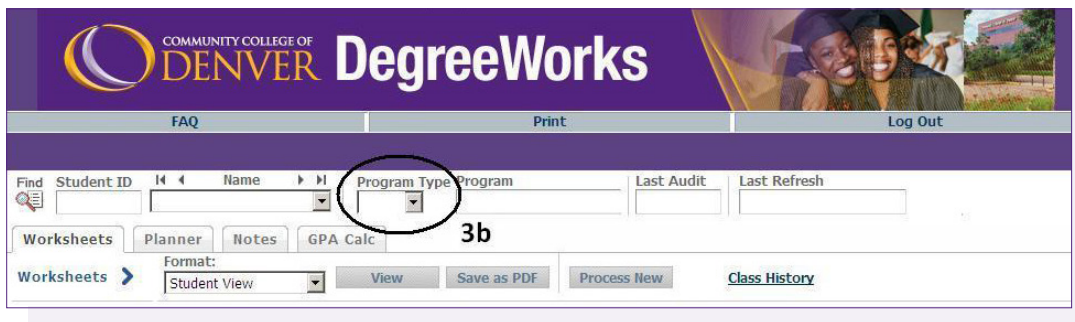 COMMUNITY COLLEGE OF
DENVER
DegreeWorks
FAQ Print Log Out
Find Student ID Name Program Type Program Last Audit Last Refresh
3b
Worksheets Planner Notes GPA Calc
Format:
Worksheets Student View View Save as PDF Process New Class History